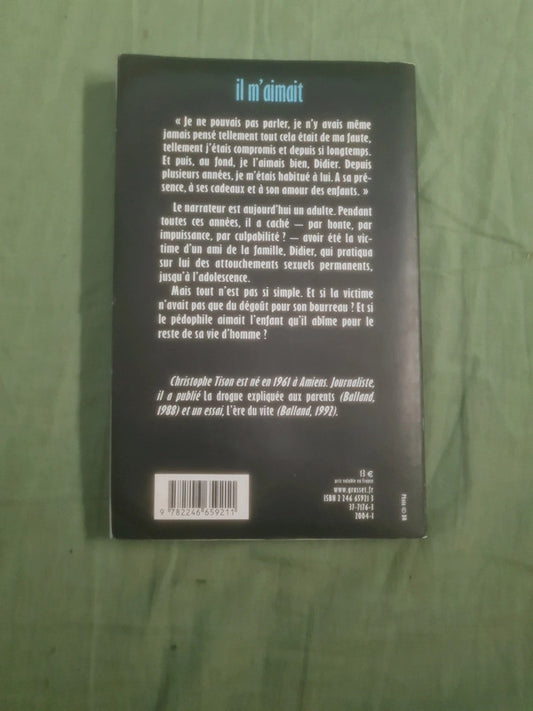 il m'aimait
« Je ne pouvais pas parler, je n'y avais même
jamais pensé tellement tout cela était de ma faute,
tellement j'étais compromis et depuis si longtemps.
Et puis, au fond, je l'aimais bien, Didier. Depuis
plusieurs années, je m'étais habitué à lui. A sa pré-
sence, à ses cadeaux et à son amour des enfants. »
Le narrateur est aujourd'hui un adulte. Pendant
toutes ces années, il a caché — par honte, par
impuissance, par culpabilité ? — avoir été la vic-
time d'un ami de la famille, Didier, qui pratiqua
sur lui des attouchements sexuels permanents,
jusqu'à l'adolescence.
Mais tout n'est pas si simple. Et si la victime
n'avait pas que du dégoût pour son bourreau ? Et si
le pédophile aimait l'enfant qu'il abîme pour le
reste de sa vie d'homme ?
Christophe Tison est né en 1961 à Amiens. Journaliste,
il a publié La drogue expliquée aux parents (Balland,
1988) et un essai, L'ère du vite (Balland, 1992).
13 €
prix valable en France
www.grasset.fr
ISBN 2 246 65921 3
37-7176-3
2004-I
9 782246 659211